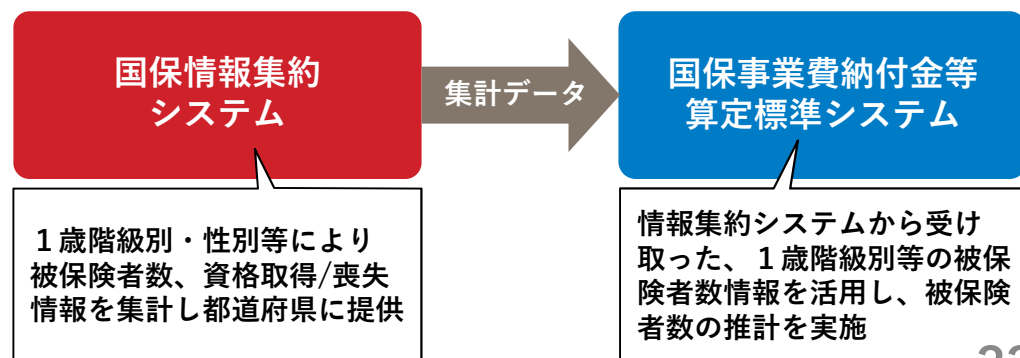 国保情報集約
システム
集計データ
国保事業費納付金等
算定標準システム
１歳階級別・性別等により
被保険者数、資格取得/喪失
情報を集計し都道府県に提供
情報集約システムから受け
取った、１歳階級別等の被保
険者数情報を活用し、被保険
者数の推計を実施